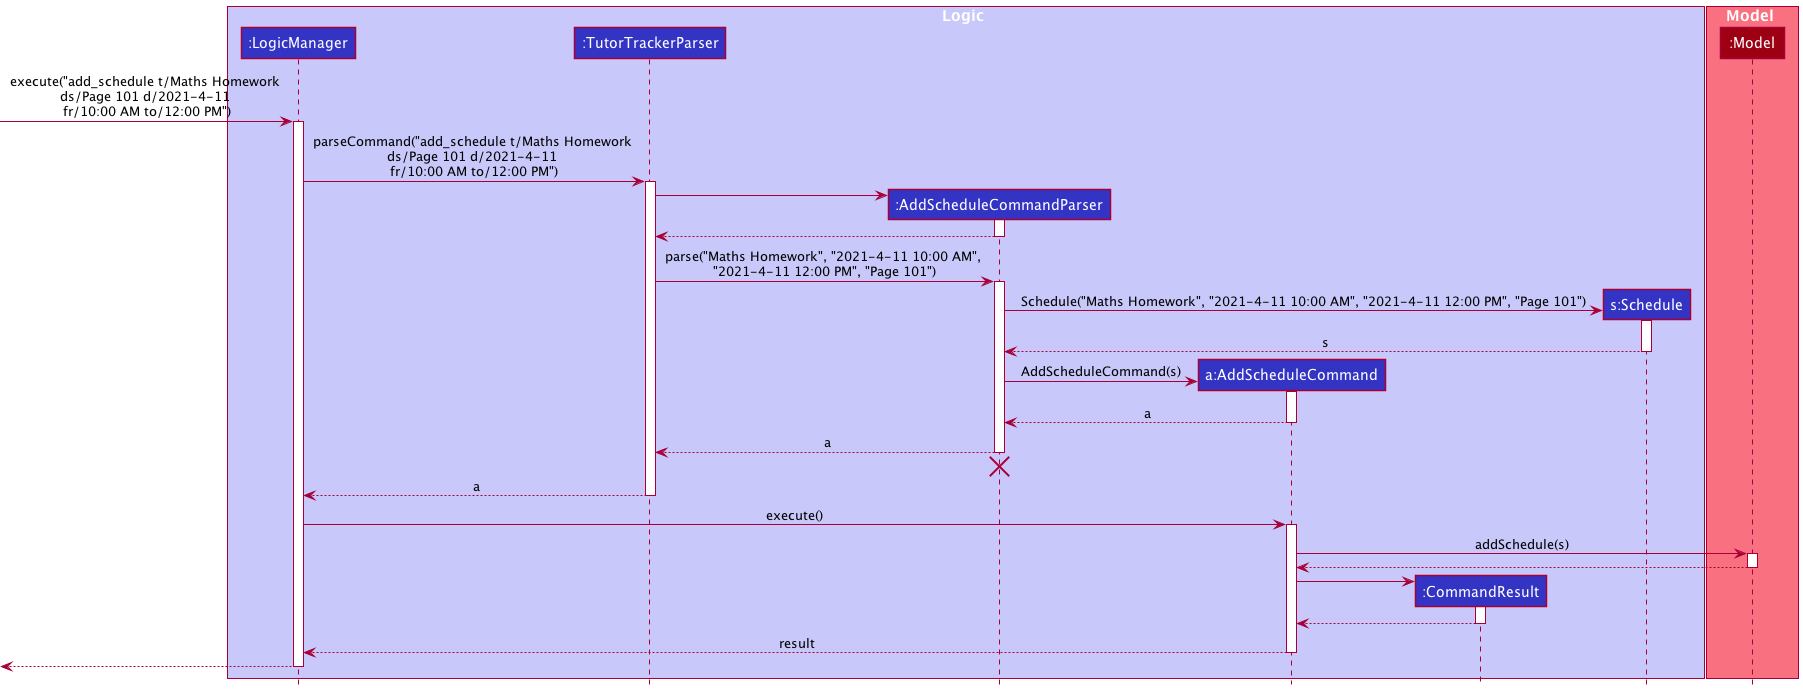 Logic
Model
:LogicManager
:TutorTrackerParser
:Model
execute("add_schedule t/Maths Homework
ds/Page 101 d/2021-4-11
fr/10:00 AM to/12:00 PM")
parseCommand("add_schedule t/Maths Homework
ds/Page 101 d/2021-4-11
fr/10:00 AM to/12:00 PM")
:AddScheduleCommandParser
parse("Maths Homework", "2021-4-11 10:00 AM",
"2021-4-11 12:00 PM", "Page 101")
Schedule("Maths Homework", "2021-4-11 10:00 AM", "2021-4-11 12:00 PM", "Page 101")
s:Schedule
s
AddScheduleCommand(s)
a:AddScheduleCommand
a
a
a
execute()
addSchedule(s)
:CommandResult
result